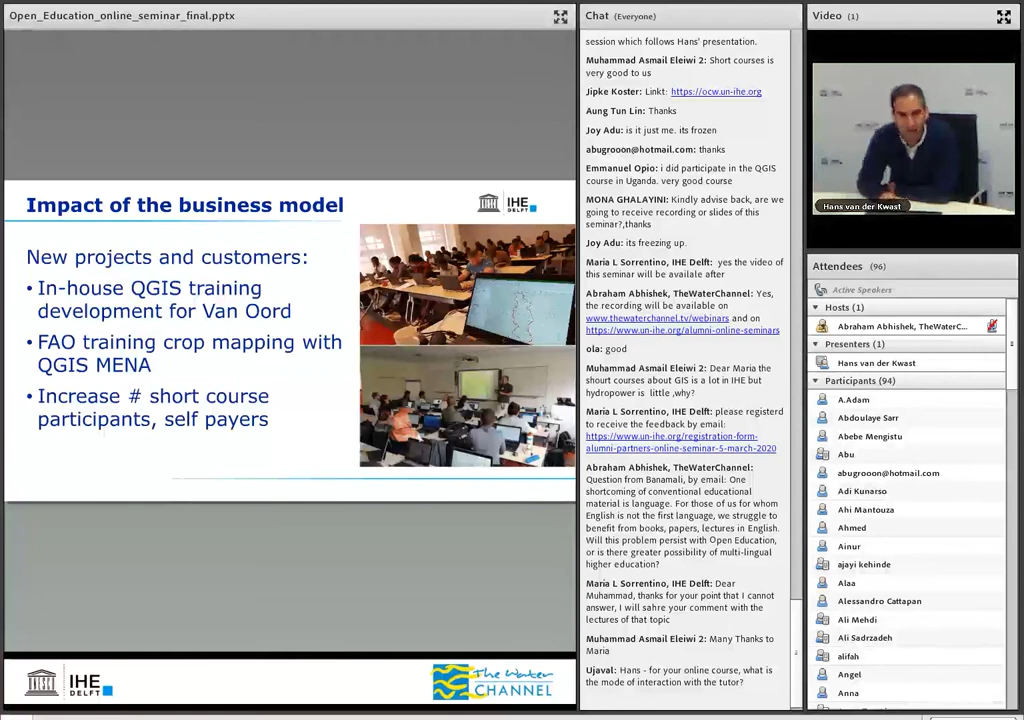 Open_Education_online_seminar_final.pptx
Impact of the business model
IHE
DELFT
New projects and customers:
• In-house QGIS training
development for Van Oord
• FAO training crop mapping with
QGIS MENA
• Increase # short course
participants, self payers
IHE
DELFT
The Water
CHANNEL
Chat (Everyone)
session which follows Hans' presentation.
Muhammad Asmail Eleiwi 2: Short courses is
very good to us
Jipke Koster: Linkt: https://ocw.un-ihe.org
Aung Tun Lin: Thanks
Joy Adu: is it just me. its frozen
abugrooon@hotmail.com: thanks
Emmanuel Opio: i did participate in the QGIS
course in Uganda. very good course
MONA GHALAYINI: Kindly advise back, are we
going to receive recording or slides of this
seminar?,thanks
Joy Adu: its freezing up.
Maria L Sorrentino, IHE Delft: yes the video of
this seminar will be availale after
Abraham Abhishek, TheWaterChannel: Yes,
the recording will be available on
www.thewaterchannel.tv/webinars and on
https://www.un-ihe.org/alumni-online-seminars
ola: good
Muhammad Asmail Eleiwi 2: Dear Maria the
shourt courses about GIS is a lot in IHE but
hydropower is little ,why?
Maria L Sorrentino, IHE Delft: please registerd
to receive the feedback by email:
https://www.un-ihe.org/registration-form-
alumni-partners-online-seminar-5-march-2020
Abraham Abhishek, TheWaterChannel:
Question from Banamali, by email: One
shortcoming of conventional educational
material is language. For those of us for whom
English is not the first language, we struggle to
benefit from books, papers, lectures in English.
Will this problem persist with Open Education,
or is there greater possibility of multi-lingual
higher education?
Maria L Sorrentino, IHE Delft: Dear
Muhammad, thanks for your point that I cannot
answer, I will sahre your comment with the
lectures of that topic
Muhammad Asmail Eleiwi 2: Many Thanks to
Maria
Ujaval: Hans - for your online course, what is
the mode of interaction with the tutor?
Video (1)
Hans van der Kwast
Attendees (96)
Active Speakers
Hosts (1)
Abraham Abhishek, TheWaterC...
Presenters (1)
Hans van der Kwast
Participants (94)
A.Adam
Abdoulaye Sarr
Abebe Mengistu
Abu
abugrooon@hotmail.com
Adi Kunarso
Ahi Mantouza
Ahmed
Ainur
ajayi kehinde
Alaa
Alessandro Cattapan
Ali Mehdi
Ali Sadrzadeh
alifah
Angel
Anna